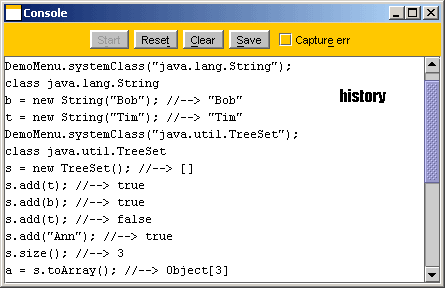 Console
Start Reset Clear Save Capture err
DemoMenu.systemClass("java.lang.String");
class java.lang.String
history
b = new String("Bob"); //--> "Bob"
t = new String("Tim"); //--> "Tim"
DemoMenu.systemClass("java.util.TreeSet");
class java.util.TreeSet
s = new TreeSet(); //--> []
s.add(t); //--> true
s.add(b); //--> true
s.add(t); //--> false
s.add("Ann"); //--> true
s.size(); //--> 3
a = s.toArray(); //--> Object[3]